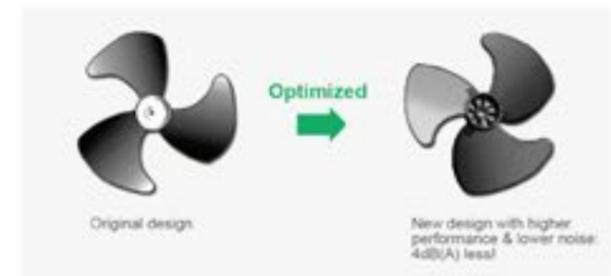 Optimized
Original design
New design with higher
performance & lower noise:
4dB(A) less!